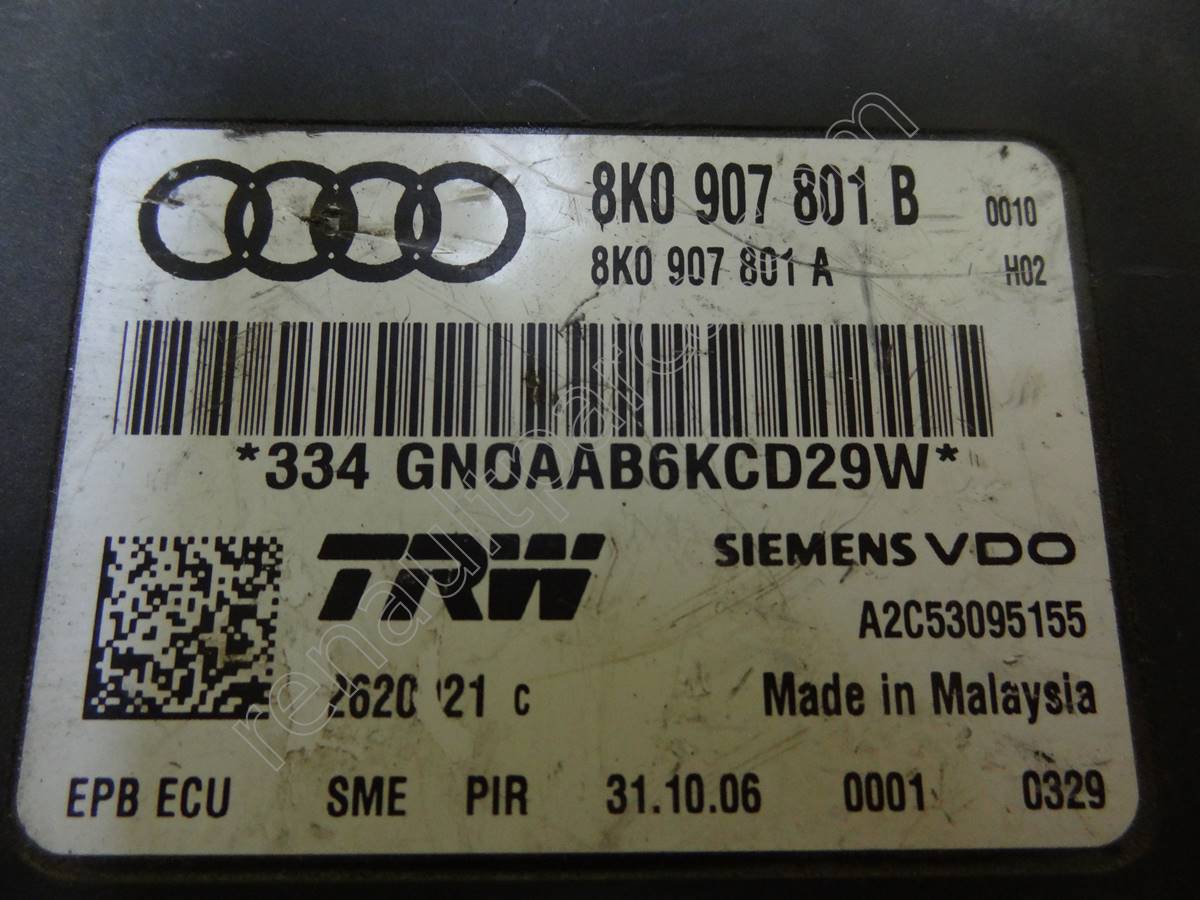 8K0 907 801 B 0010
8K0 907 801 A H02
*334 GN0AAB6KCD29W*
TRW SIEMENS VDO
A2C53095155
C Made in Malaysia
EPB ECU SME PIR 31.10.06 0001 0329